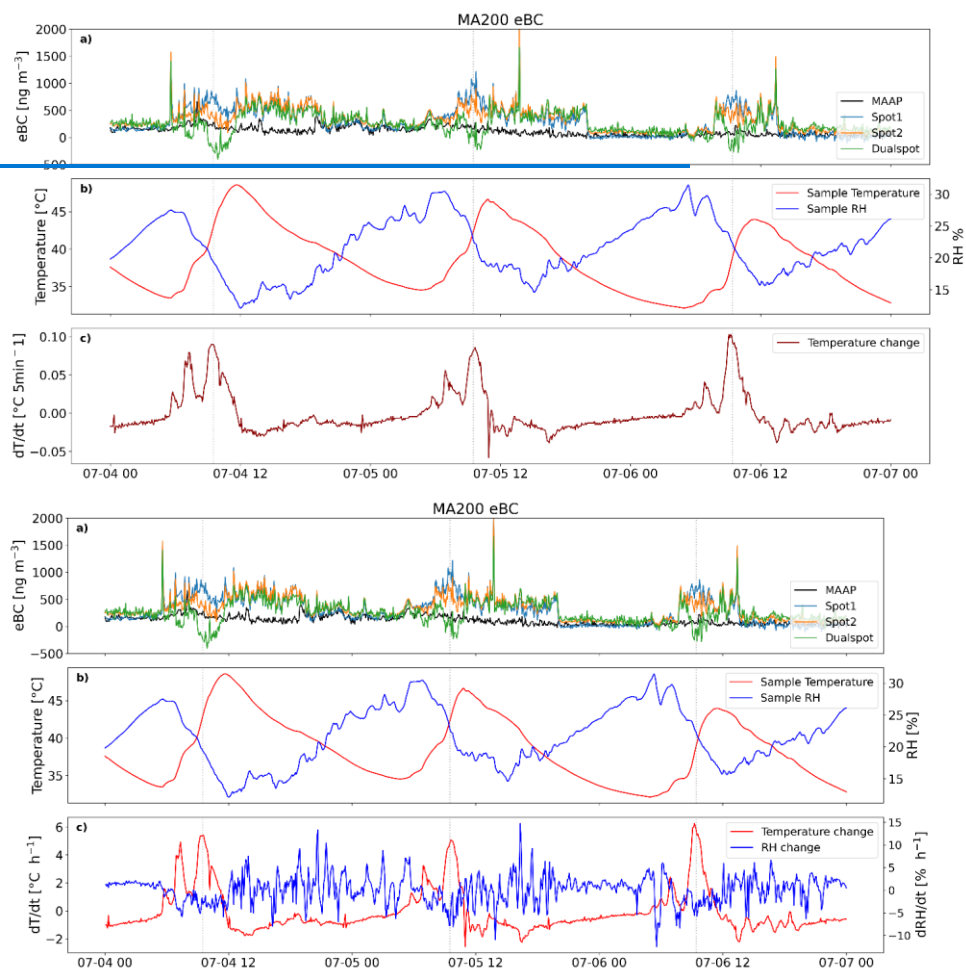 MA200 eBC
a)
2000
1500
1000
500
0
500
eBC [ng m⁻³]
MAAP
Spot1
Spot2
Dualspot
b)
45
40
35
Temperature [°C]
30
25
20
15
RH %
Sample Temperature
Sample RH
c)
0.10
0.05
0.00
−0.05
dT/dt [°C 5min⁻1]
Temperature change
07-04 00 07-04 12 07-05 00 07-05 12 07-06 00 07-06 12 07-07 00
MA200 eBC
a)
2000
1500
1000
500
0
−500
eBC [ng m⁻³]
MAAP
Spot1
Spot2
Dualspot
b)
45
40
35
Temperature [°C]
30
25
20
15
RH [%]
Sample Temperature
Sample RH
c)
6
4
2
0
−2
dT/dt [°C h⁻¹]
15
10
5
0
−5
−10
dRH/dt [% h⁻¹]
Temperature change
RH change
07-04 00 07-04 12 07-05 00 07-05 12 07-06 00 07-06 12 07-07 00